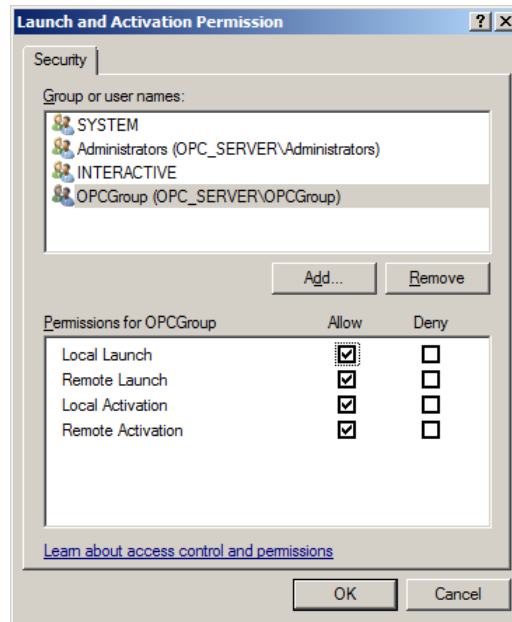 Launch and Activation Permission
Security
Group or user names:
SYSTEM
Administrators (OPC_SERVER\Administrators)
INTERACTIVE
OPCGroup (OPC_SERVER\OPCGroup)
Add... Remove
Permissions for OPCGroup Allow Deny
Local Launch
Remote Launch
Local Activation
Remote Activation
Learn about access control and permissions
OK Cancel